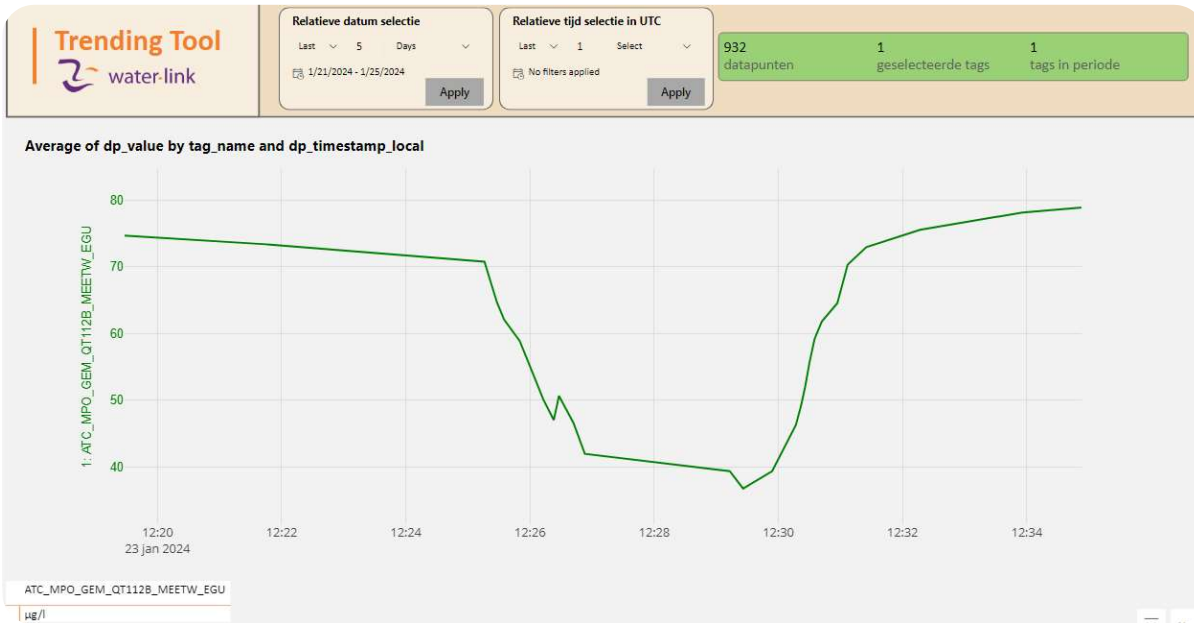 Trending Tool
water-link
Relatieve datum selectie
Last 5 Days
1/21/2024 - 1/25/2024
Apply
Relatieve tijd selectie in UTC
Last 1 Select
No filters applied
Apply
932 1 1
datapunten geselecteerde tags tags in periode
Average of dp_value by tag_name and dp_timestamp_local
1: ATC_MPO_GEM_QT112B_MEETW_EGU
80
70
60
50
40
12:20 12:22 12:24 12:26 12:28 12:30 12:32 12:34
23 jan 2024
ATC_MPO_GEM_QT112B_MEETW_EGU
µg/l